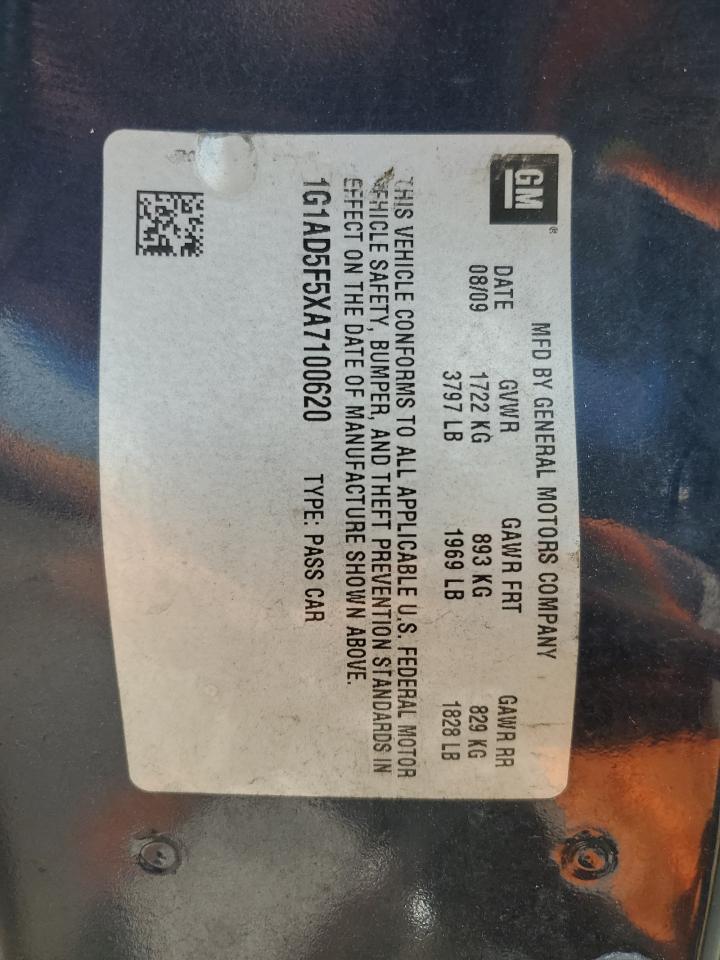 GM®
MFD BY GENERAL MOTORS COMPANY
DATE GVWR GAWR FRT GAWR RR
08/09 1722 KG 893 KG 829 KG
3797 LB 1969 LB 1828 LB
THIS VEHICLE CONFORMS TO ALL APPLICABLE U.S. FEDERAL MOTOR
VEHICLE SAFETY, BUMPER, AND THEFT PREVENTION STANDARDS IN
EFFECT ON THE DATE OF MANUFACTURE SHOWN ABOVE.
1G1AD5F5XA7100620 TYPE: PASS CAR